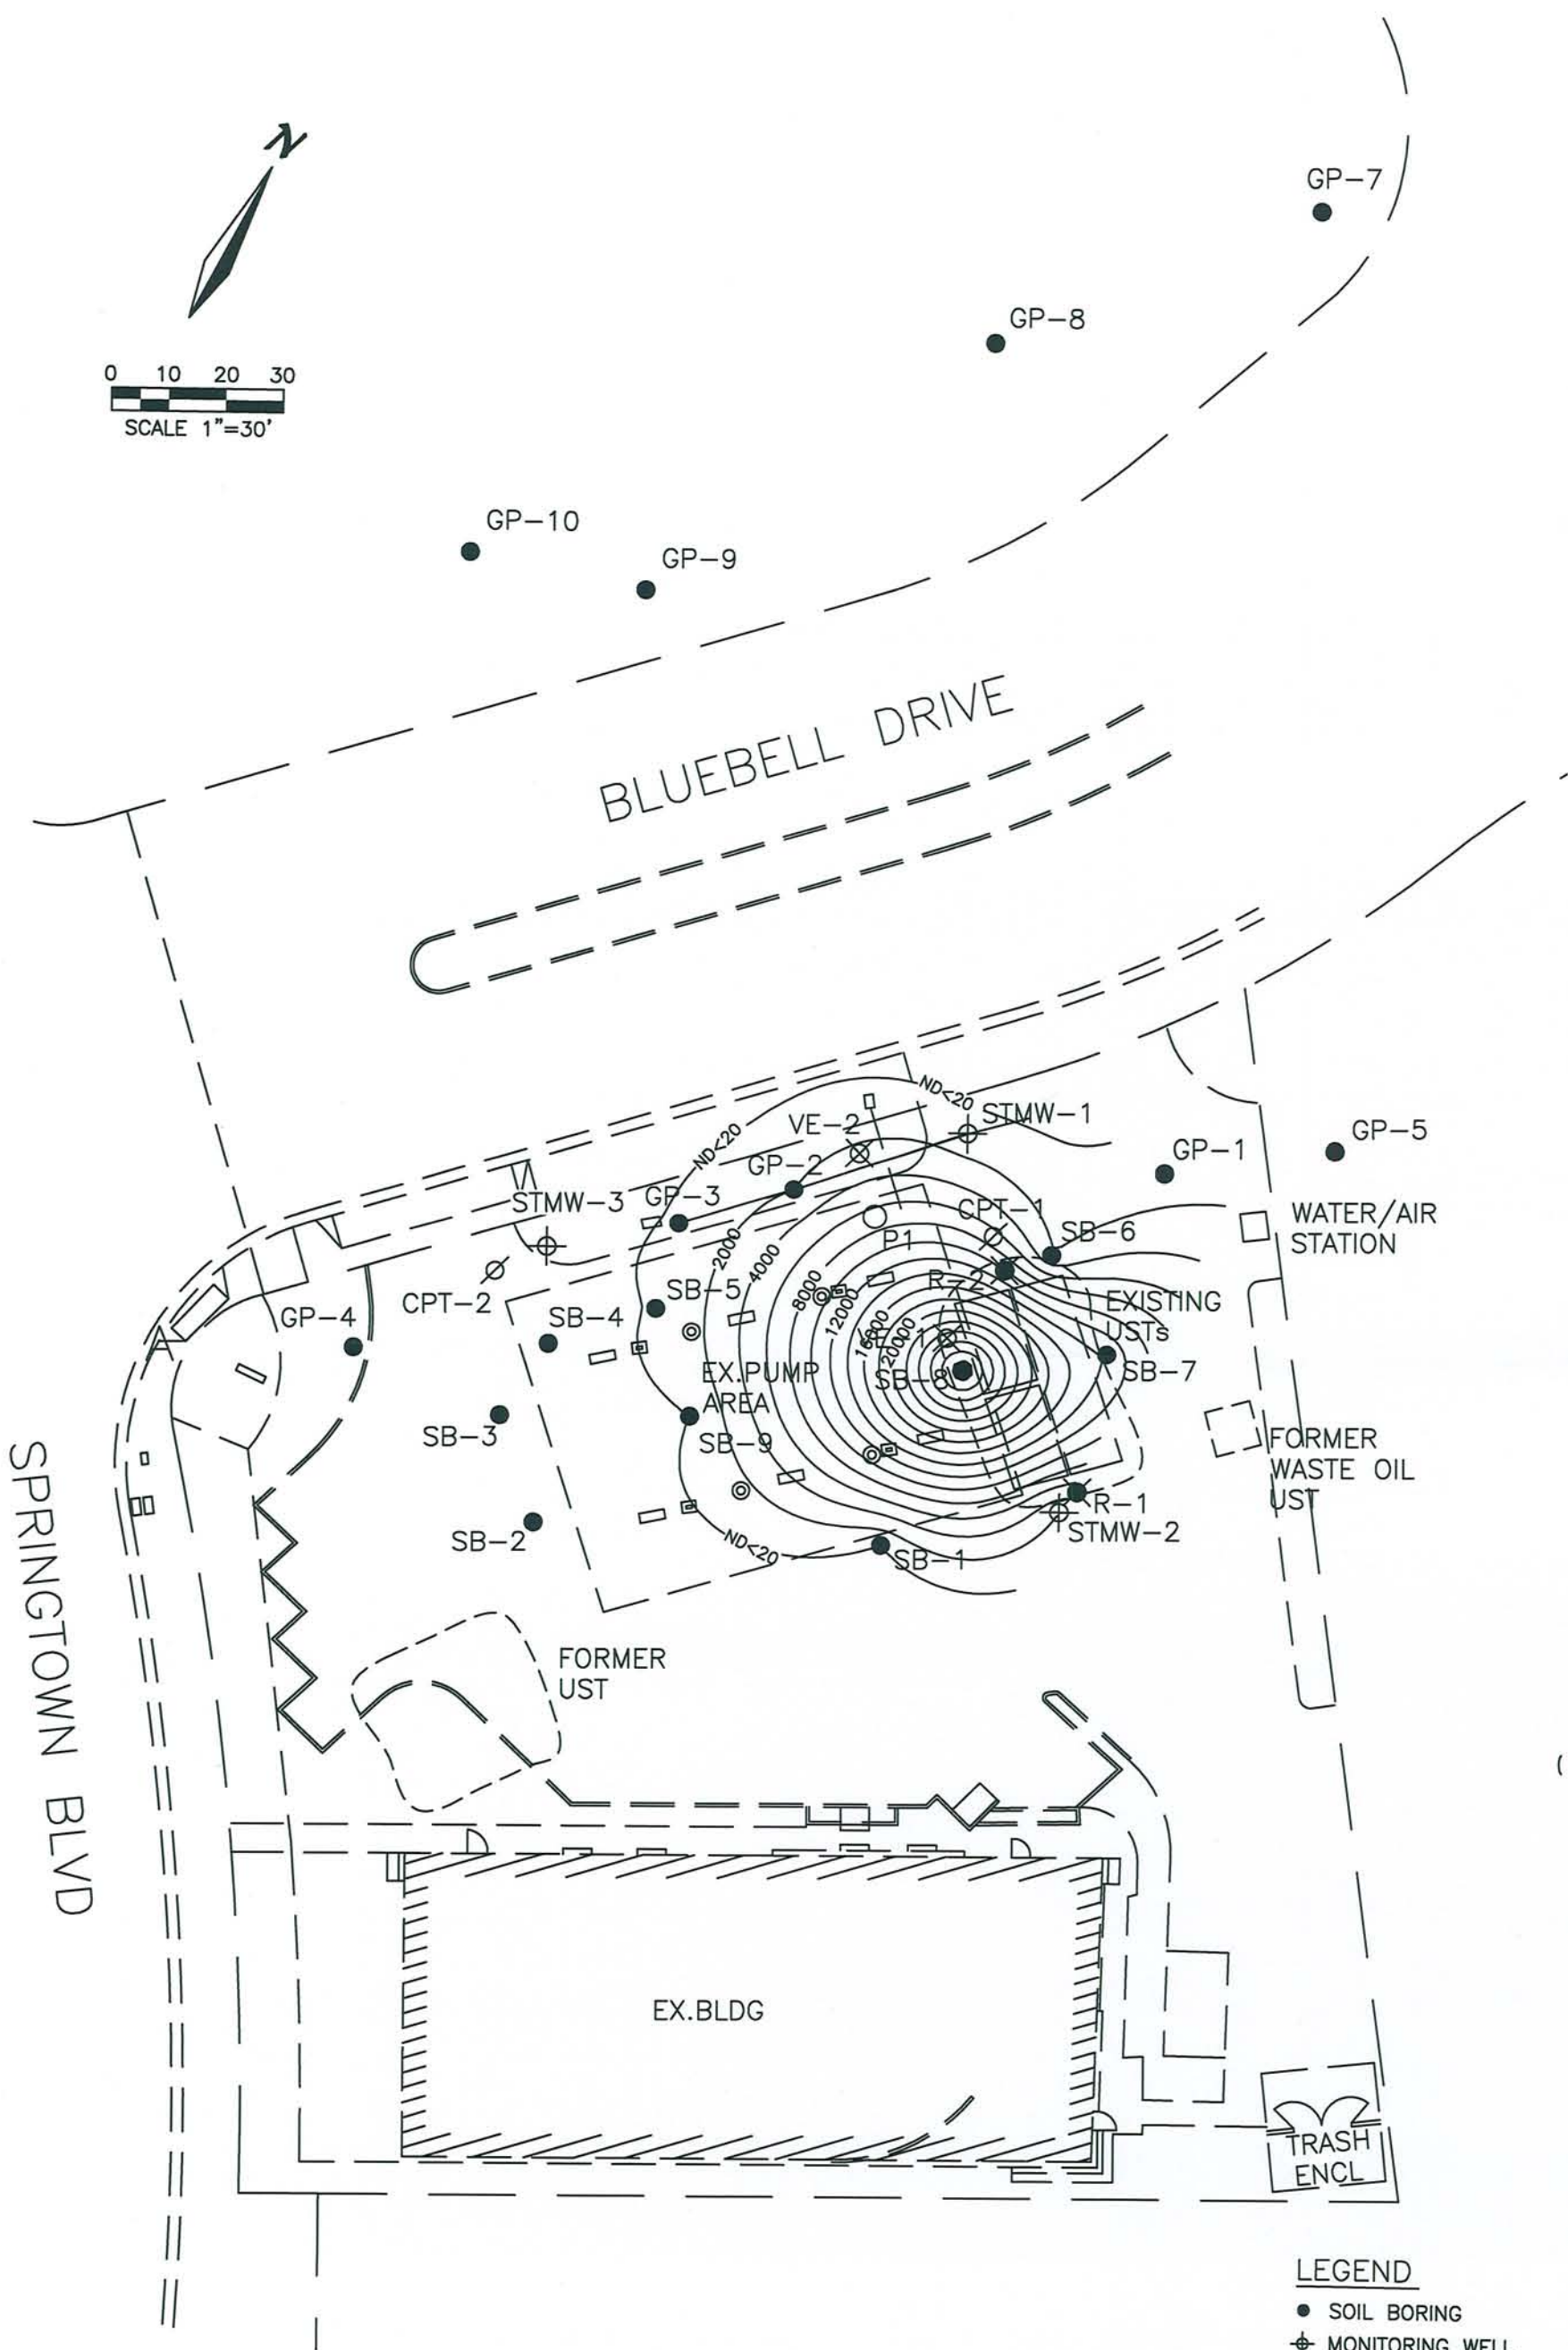 N
GP-7
GP-8
0 10 20 30
SCALE 1"=30'
GP-10
GP-9
BLUEBELL DRIVE
ND<20
STMW-1
VE-2
ND<20
GP-5
GP-1
GP-2
STMW-3
GP-3
CPT-1
WATER/AIR
STATION
P1
SB-6
2000
4000
R-2
8000
SB-5
CPT-2
EXISTING
USTs
12000
GP-4
SB-4
16000
20000
SB-7
EX.PUMP
AREA
SB-8
SB-3
SB-9
FORMER
WASTE OIL
UST
R-1
STMW-2
SB-2
ND<20
SB-1
SPRINGTOWN BLVD
FORMER
UST
EX.BLDG
TRASH
ENCL
LEGEND
SOIL BORING
MONITORING WELL